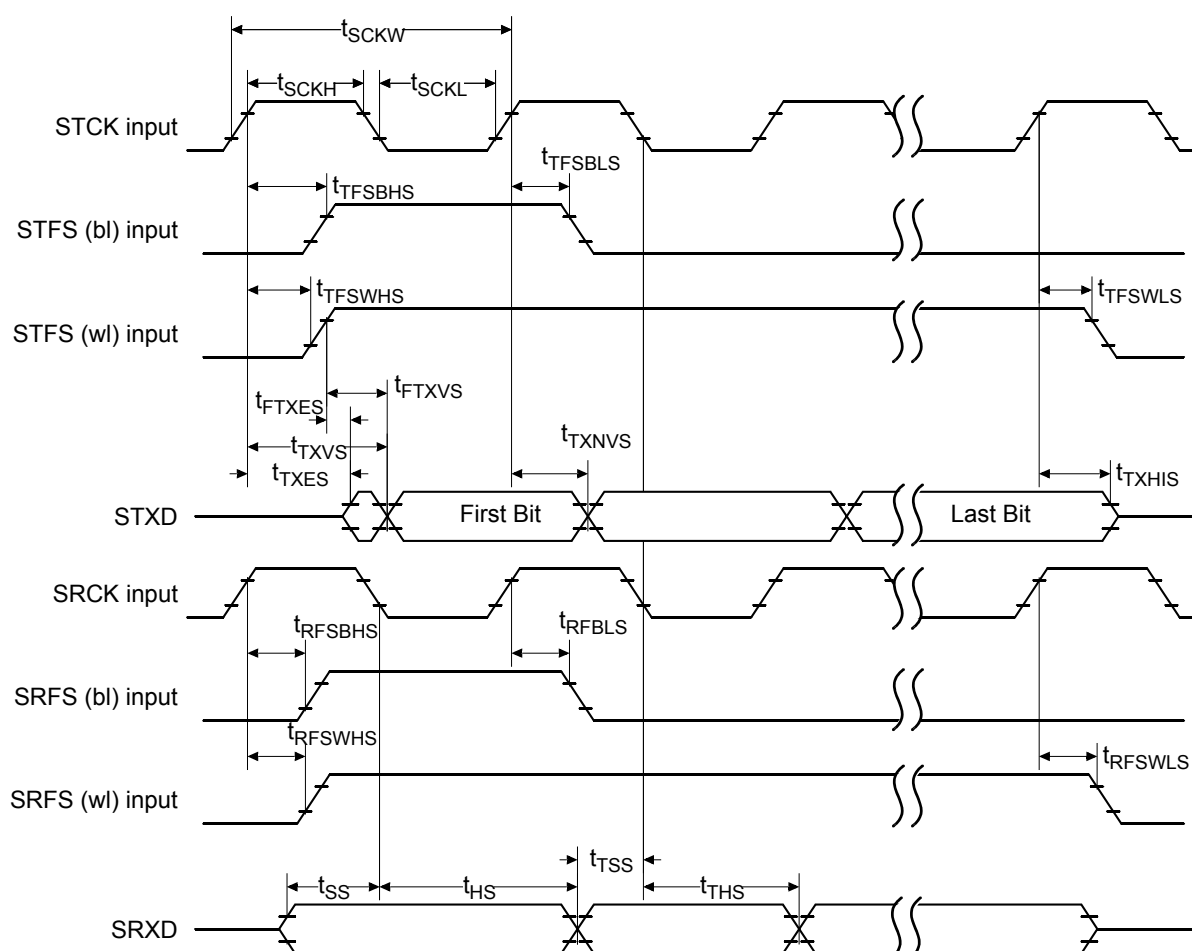 tSCKW
tSCKH
tSCKL
STCK input
tTFSBHS
tTFSBLS
STFS (bl) input
tTFSWHS
tTFSWLS
STFS (wl) input
tFTXES
tFTXVS
tTXVS
tTXNVS
tTXES
tTXHIS
STXD
First Bit
Last Bit
SRCK input
tRFSBHS
tRFBLS
SRFS (bl) input
tRFSWHS
tRFSWLS
SRFS (wl) input
tTSS
tSS
tHS
tTHS
SRXD